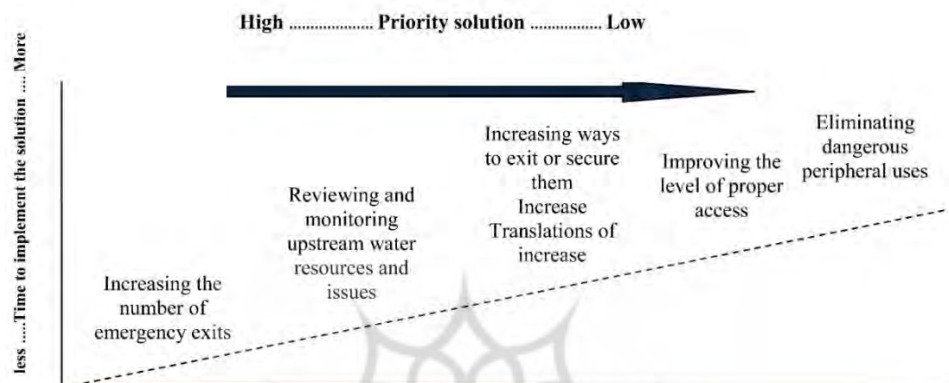 High .................. Priority solution .................. Low
less .....Time to implement the solution .... More
Increasing the
number of
emergency exits
Reviewing and
monitoring
upstream water
resources and
issues
Increasing ways
to exit or secure
them
Increase
Translations of
increase
Improving the
level of proper
access
Eliminating
dangerous
peripheral uses